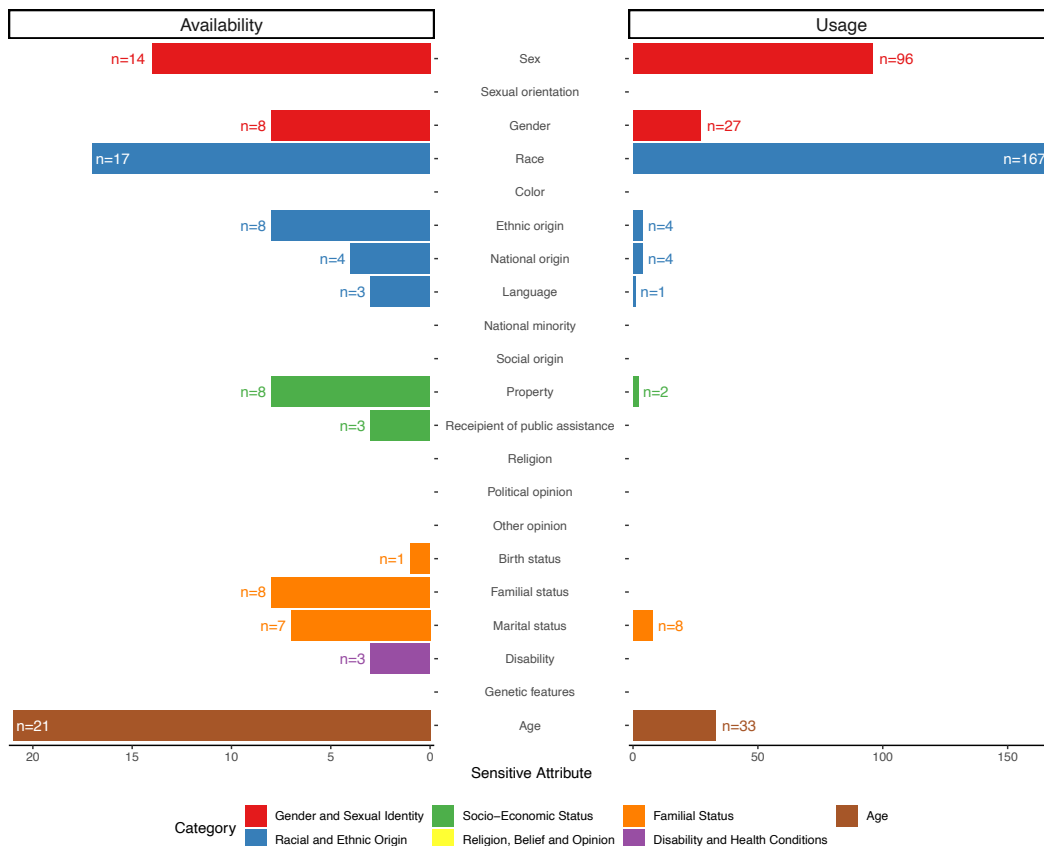 Availability Usage
n=14 Sex n=96
Sexual orientation
n=8 Gender n=27
n=17 Race n=167
Color
n=8 Ethnic origin n=4
n=4 National origin n=4
n=3 Language n=1
National minority
Social origin
n=8 Property n=2
n=3 Receipient of public assistance
Religion
Political opinion
Other opinion
n=1 Birth status
n=8 Familial status
n=7 Marital status n=8
n=3 Disability
Genetic features
n=21 Age n=33
20 15 10 5 0 0 50 100 150
Sensitive Attribute
Category
Gender and Sexual Identity Socio−Economic Status Familial Status Age
Racial and Ethnic Origin Religion, Belief and Opinion Disability and Health Conditions